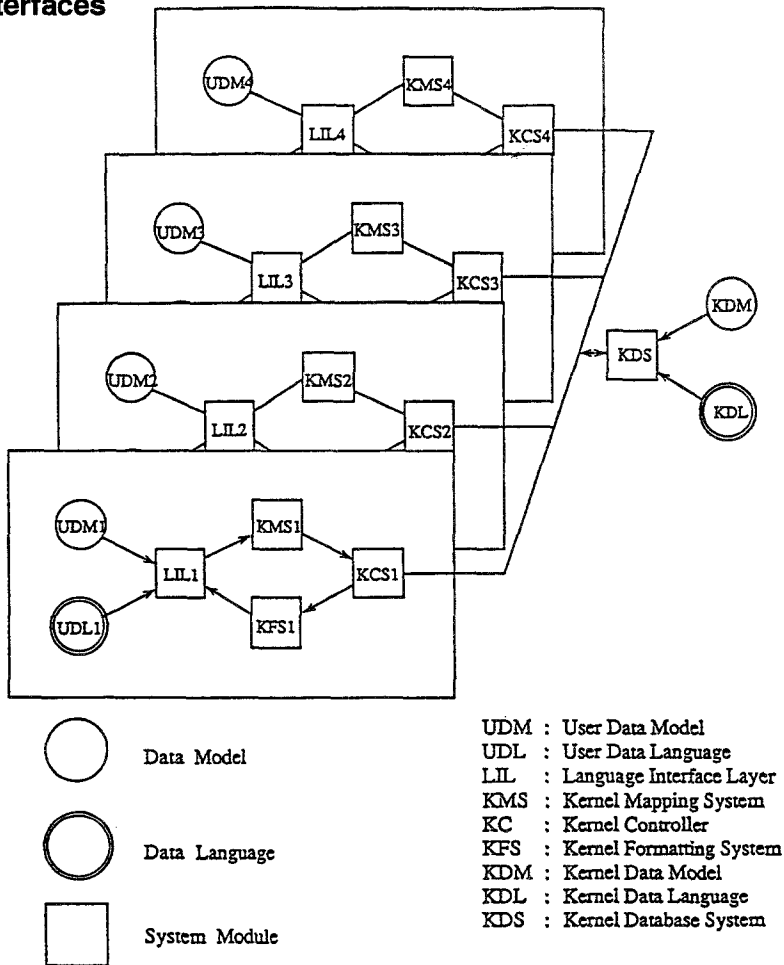 terfaces
UDM4
KMS4
LIL4
KCS4
UDM3
KMS3
LIL3
KCS3
KDM
KDS
UDM2
KMS2
KDL
LIL2
KCS2
UDM1
KMS1
LIL1
KCS1
UDL1
KFS1
Data Model
Data Language
System Module
UDM : User Data Model
UDL : User Data Language
LIL : Language Interface Layer
KMS : Kernel Mapping System
KC : Kernel Controller
KFS : Kernel Formatting System
KDM : Kernel Data Model
KDL : Kernel Data Language
KDS : Kernel Database System